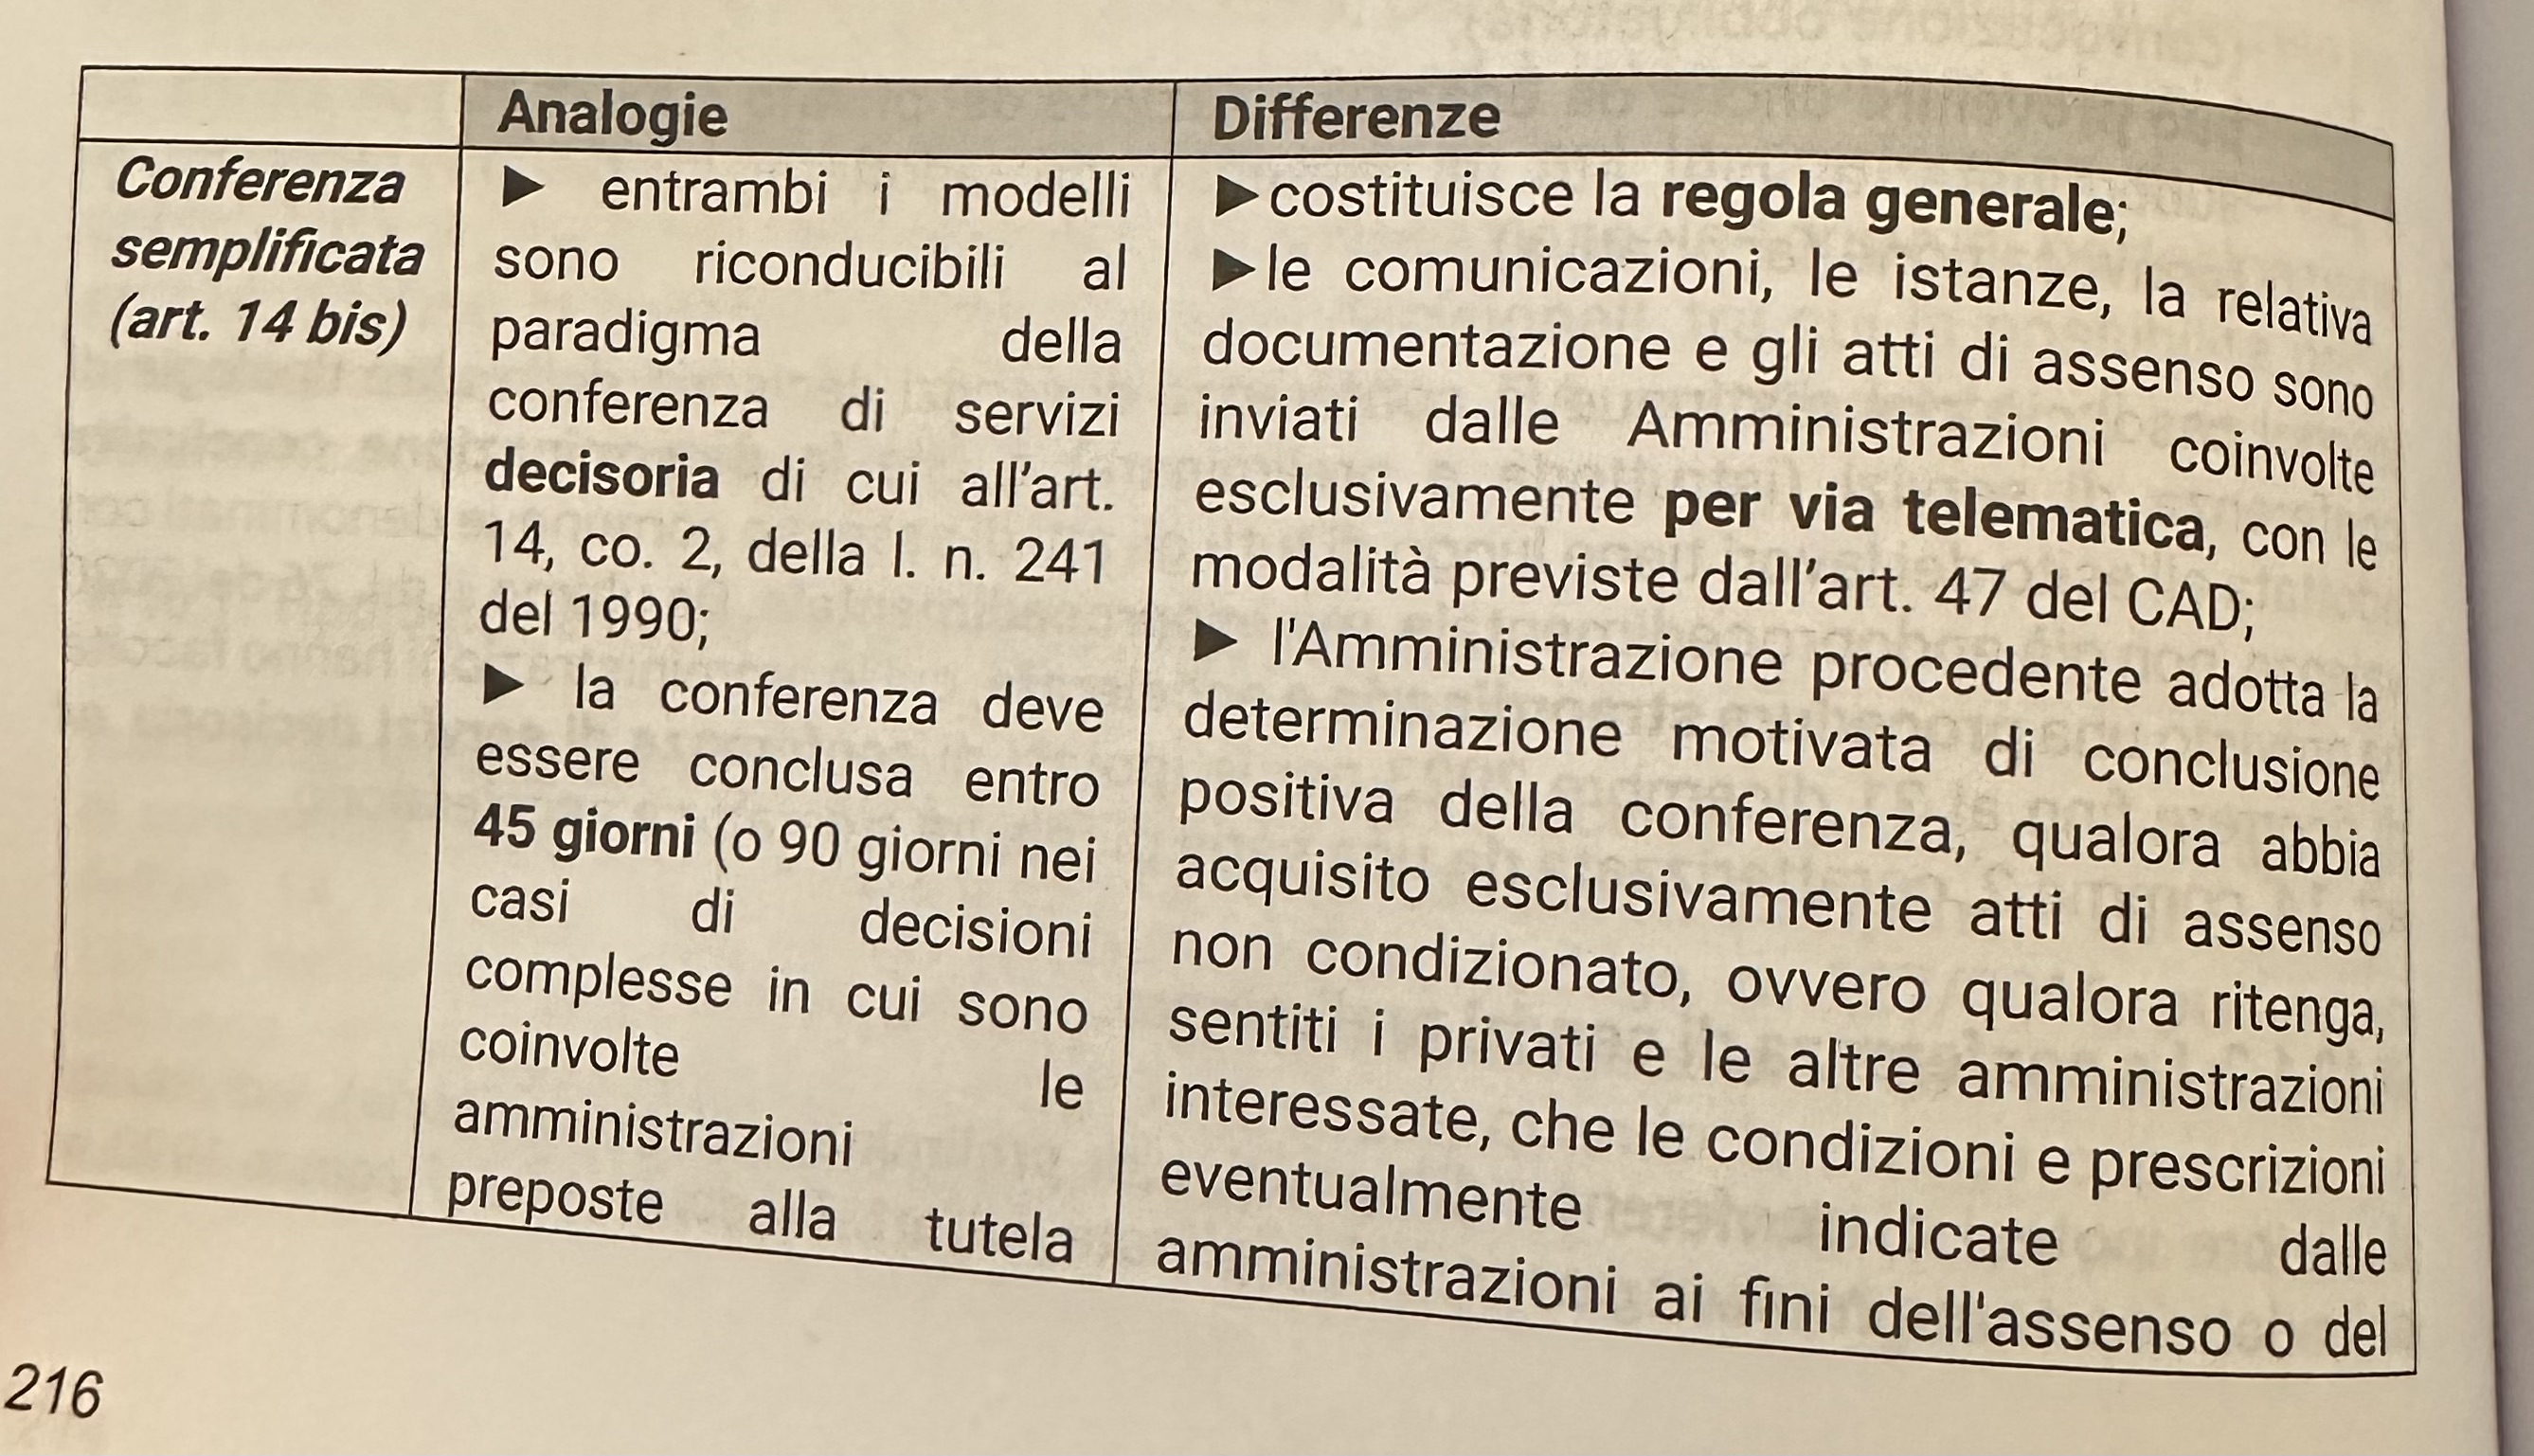 Analogie
Differenze
Conferenza
semplificata
(art. 14 bis)
► entrambi i modelli
sono riconducibili al
paradigma della
conferenza di servizi
decisoria di cui all'art.
14, co. 2, della l. n. 241
del 1990;
► la conferenza deve
essere conclusa entro
45 giorni (o 90 giorni nei
casi di decisioni
complesse in cui sono
coinvolte le
amministrazioni
preposte alla tutela
►costituisce la regola generale;
►le comunicazioni, le istanze, la relativa
documentazione e gli atti di assenso sono
inviati dalle Amministrazioni coinvolte
esclusivamente per via telematica, con le
modalità previste dall'art. 47 del CAD;
► l'Amministrazione procedente adotta la
determinazione motivata di conclusione
positiva della conferenza, qualora abbia
acquisito esclusivamente atti di assenso
non condizionato, ovvero qualora ritenga,
sentiti i privati e le altre amministrazioni
interessate, che le condizioni e prescrizioni
eventualmente indicate dalle
amministrazioni ai fini dell'assenso o del
216